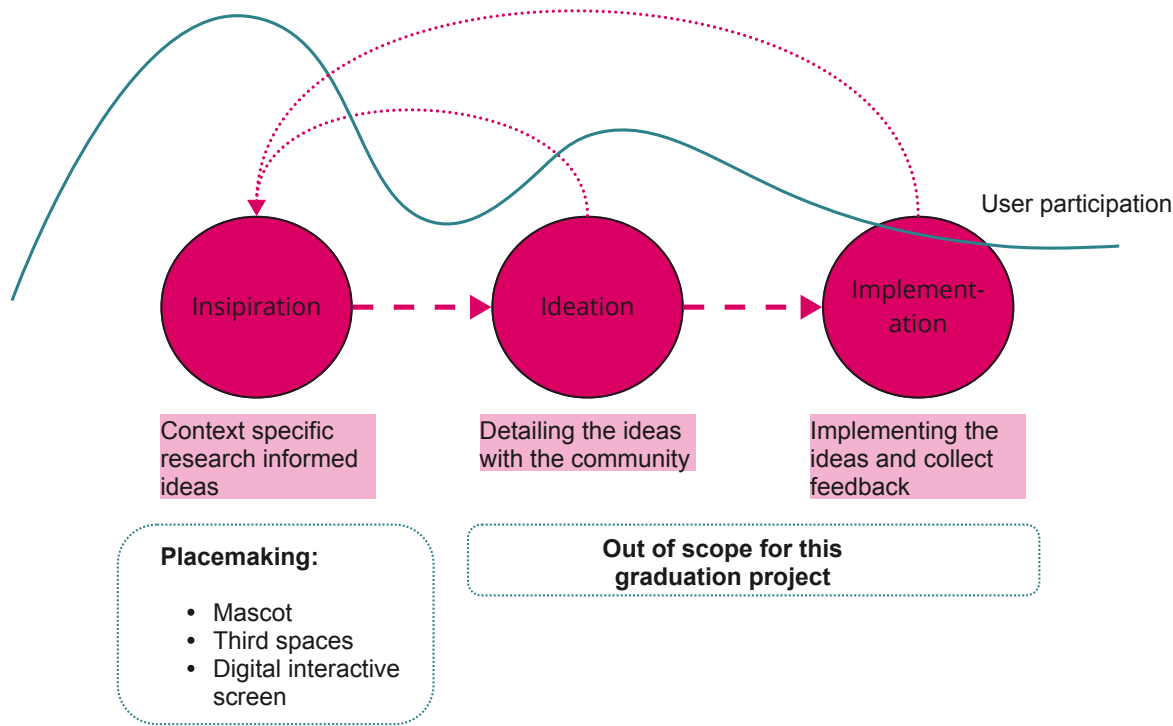 User participation
Insipiration
Ideation
Implement-
ation
Context specific
research informed
ideas
Detailing the ideas
with the community
Implementing the
ideas and collect
feedback
Placemaking:
• Mascot
• Third spaces
• Digital interactive
screen
Out of scope for this
graduation project